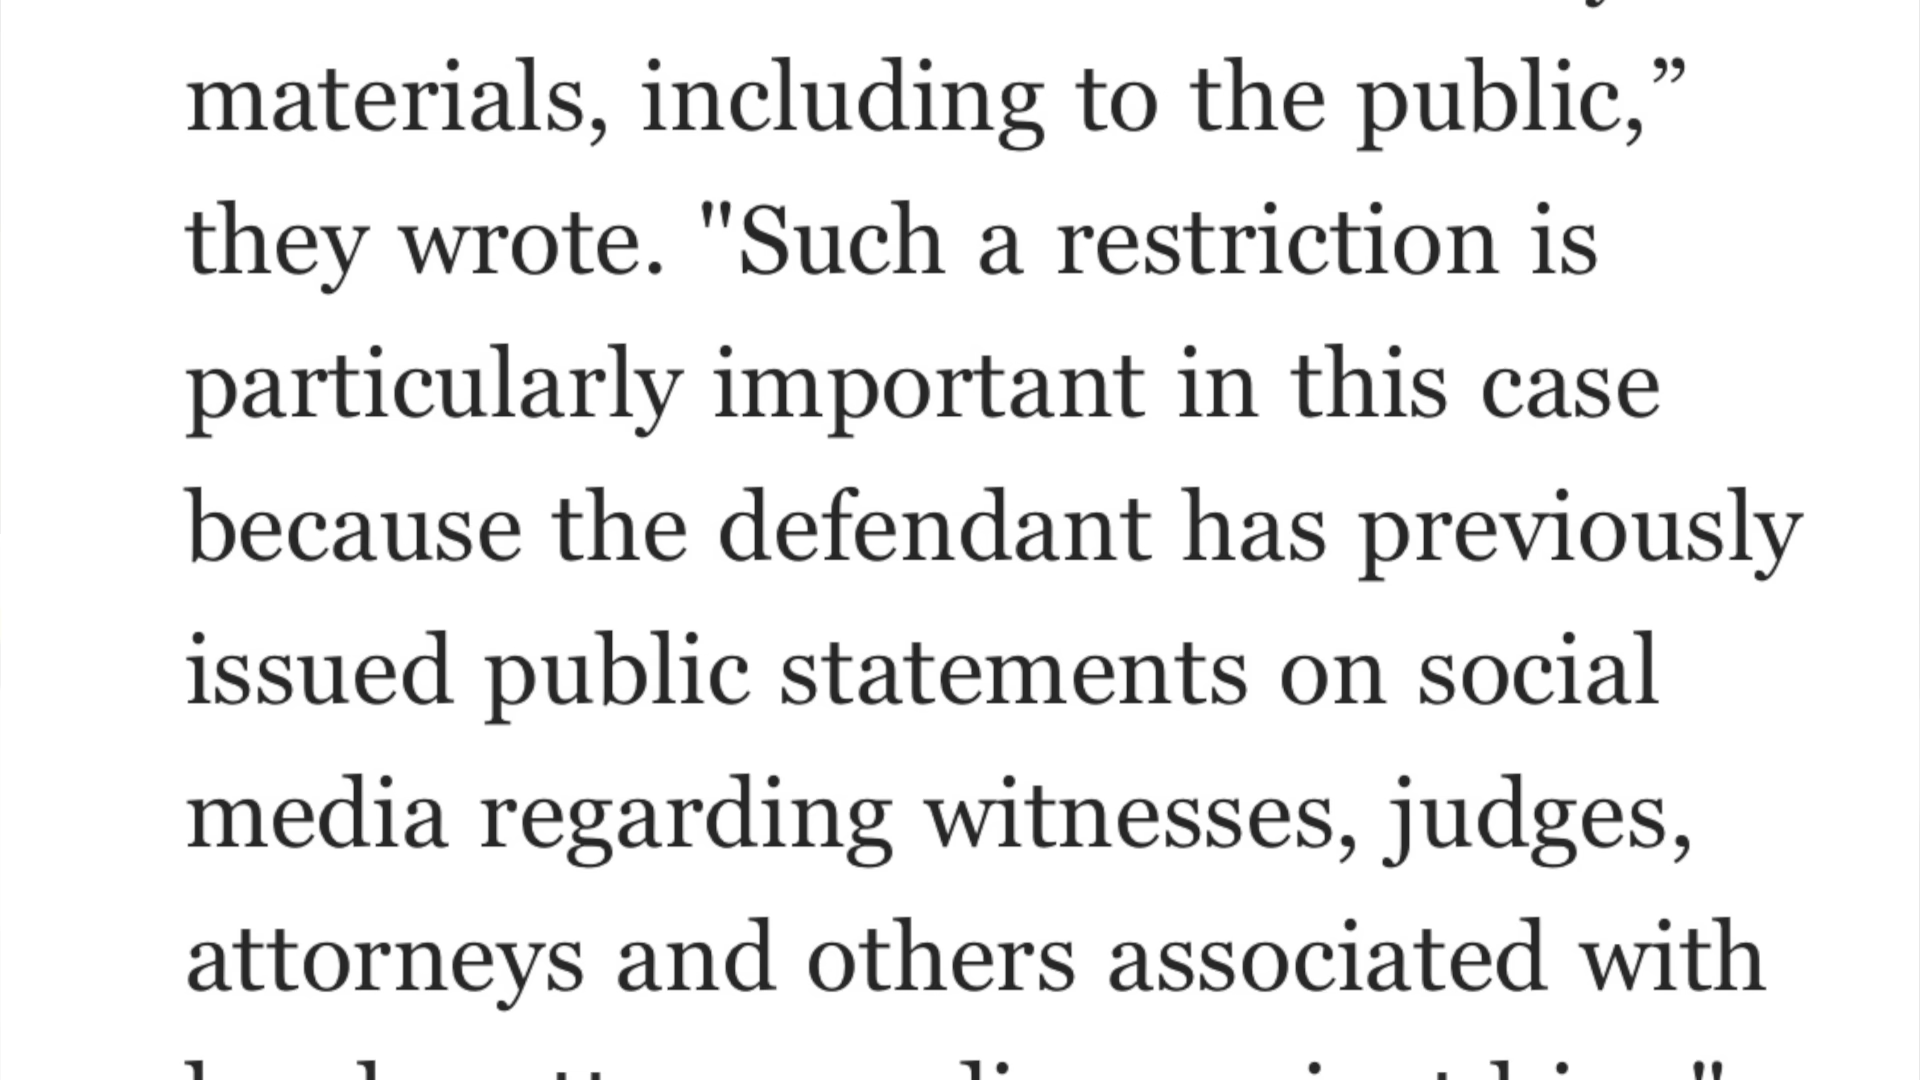 materials, including to the public,”
they wrote. "Such a restriction is
particularly important in this case
because the defendant has previously
issued public statements on social
media regarding witnesses, judges,
attorneys and others associated with